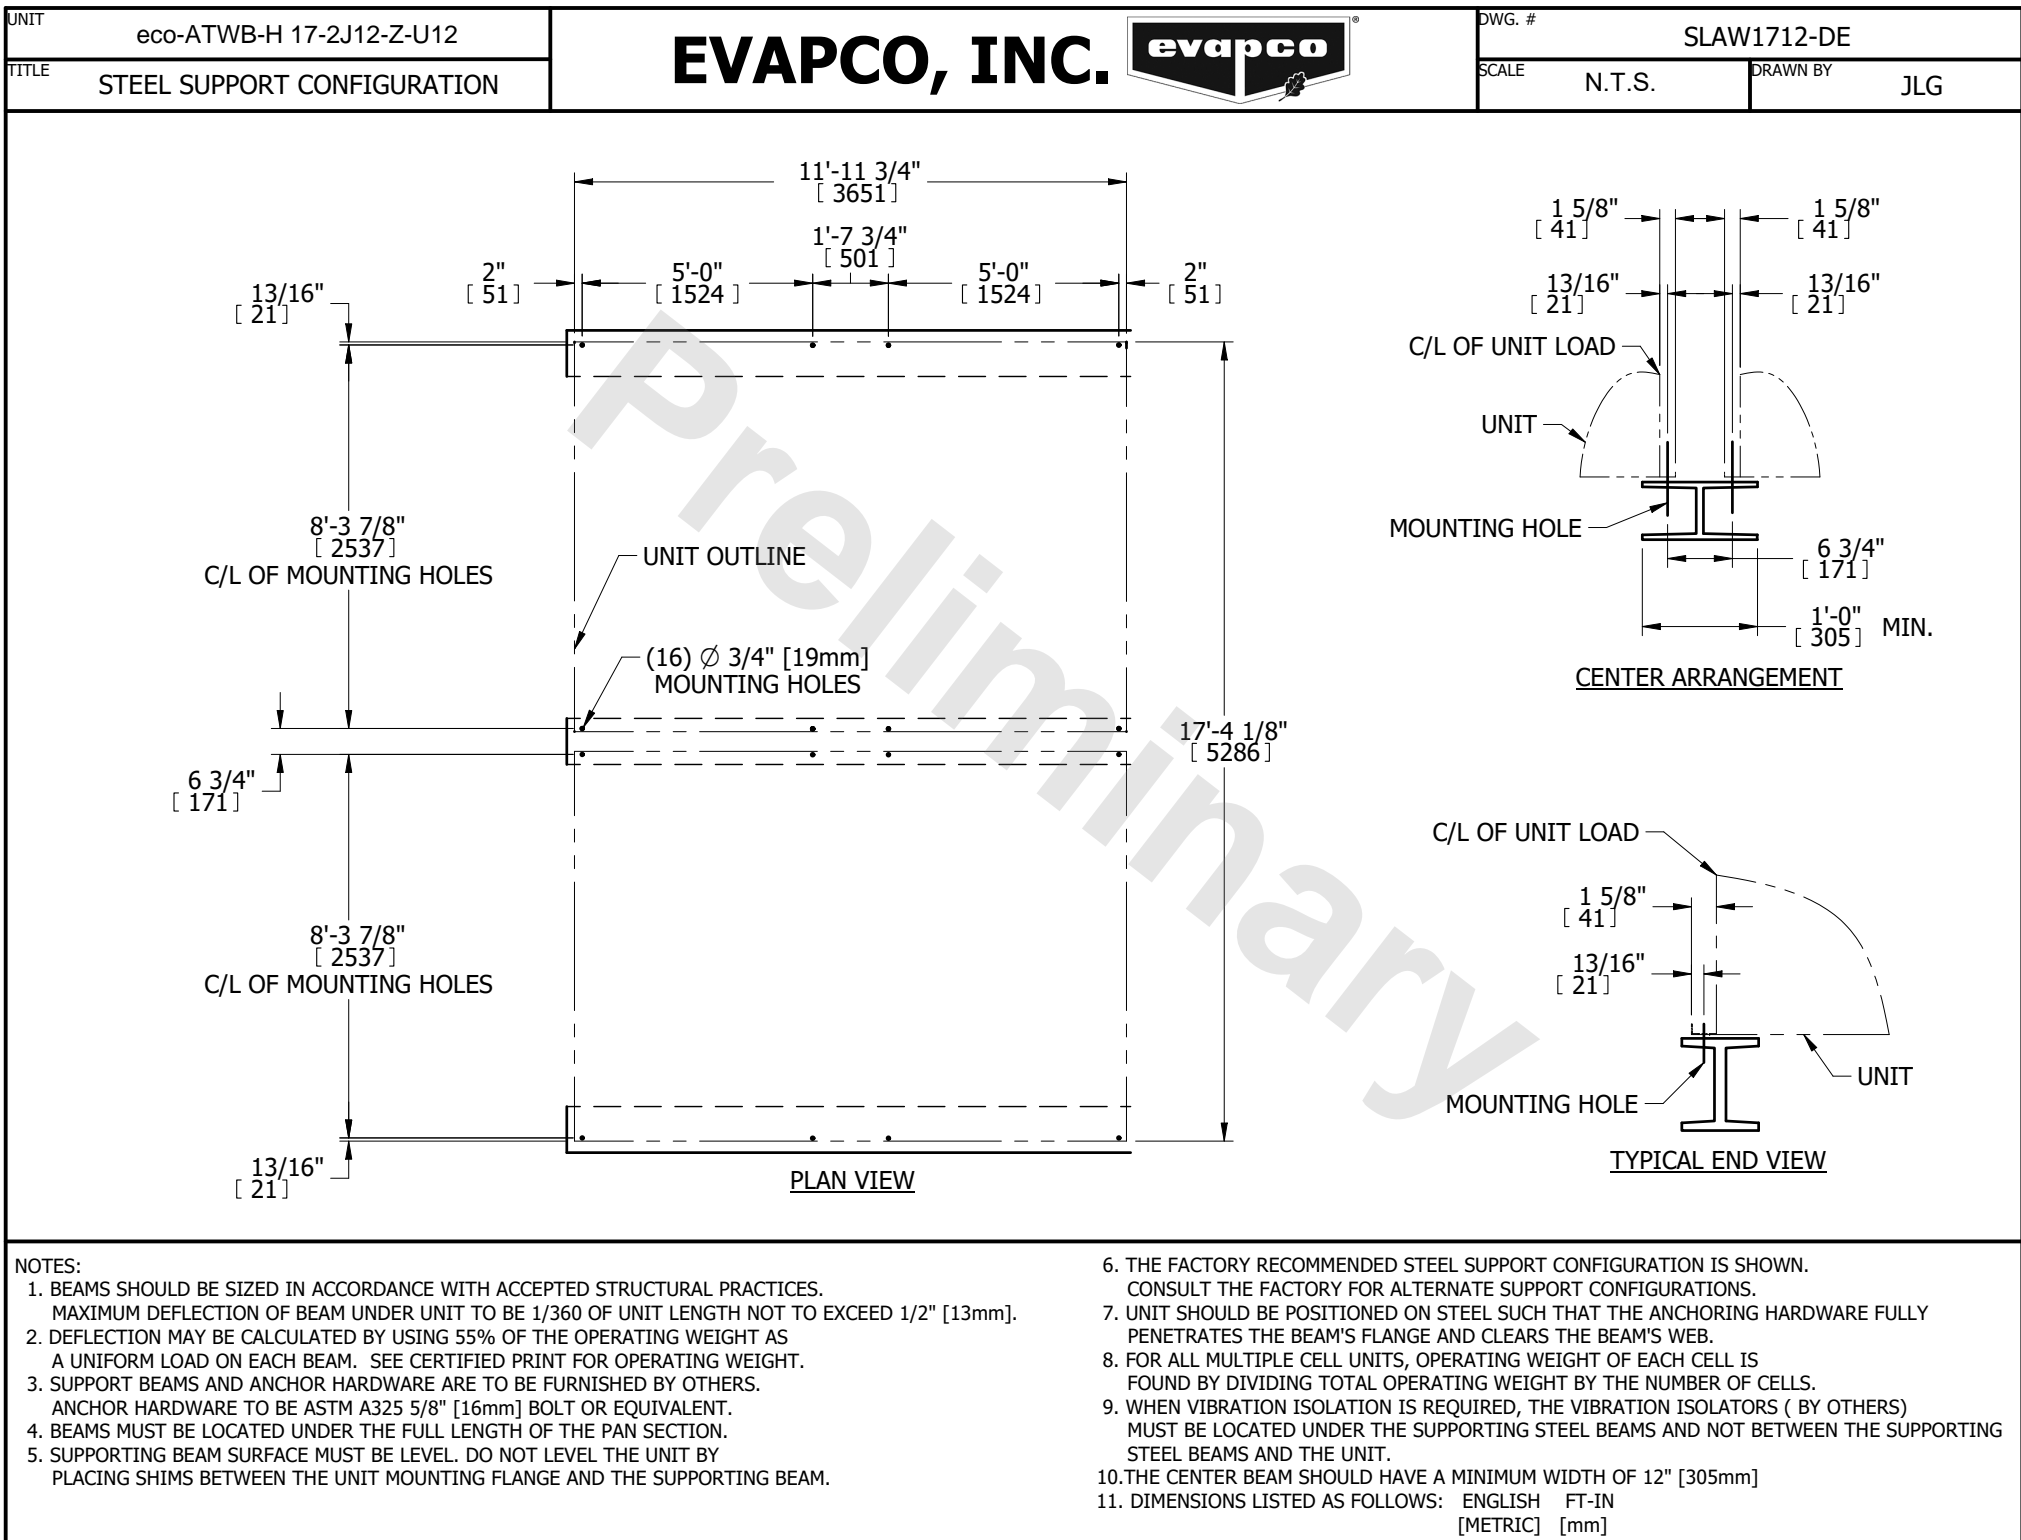 UNIT
eco-ATWB-H 17-2J12-Z-U12
TITLE
STEEL SUPPORT CONFIGURATION
EVAPCO, INC.
evapco
®
DWG. #
SLAW1712-DE
SCALE
N.T.S.
DRAWN BY
JLG
11'-11 3/4"
[ 3651]
1'-7 3/4"
[ 501 ]
2"
[ 51]
5'-0"
[ 1524 ]
5'-0"
[ 1524]
2"
[ 51]
13/16"
[ 21]
8'-3 7/8"
[ 2537]
C/L OF MOUNTING HOLES
UNIT OUTLINE
(16) Ø 3/4" [19mm]
MOUNTING HOLES
6 3/4"
[ 171]
17'-4 1/8"
[ 5286]
8'-3 7/8"
[ 2537]
C/L OF MOUNTING HOLES
13/16"
[ 21]
PLAN VIEW
Preliminary
1 5/8"
[ 41]
1 5/8"
[ 41]
13/16"
[ 21]
13/16"
[ 21]
C/L OF UNIT LOAD
UNIT
MOUNTING HOLE
6 3/4"
[ 171]
1'-0"
[ 305] MIN.
CENTER ARRANGEMENT
C/L OF UNIT LOAD
1 5/8"
[ 41]
13/16"
[ 21]
UNIT
MOUNTING HOLE
TYPICAL END VIEW
NOTES:
1. BEAMS SHOULD BE SIZED IN ACCORDANCE WITH ACCEPTED STRUCTURAL PRACTICES.
MAXIMUM DEFLECTION OF BEAM UNDER UNIT TO BE 1/360 OF UNIT LENGTH NOT TO EXCEED 1/2" [13mm].
2. DEFLECTION MAY BE CALCULATED BY USING 55% OF THE OPERATING WEIGHT AS
A UNIFORM LOAD ON EACH BEAM. SEE CERTIFIED PRINT FOR OPERATING WEIGHT.
3. SUPPORT BEAMS AND ANCHOR HARDWARE ARE TO BE FURNISHED BY OTHERS.
ANCHOR HARDWARE TO BE ASTM A325 5/8" [16mm] BOLT OR EQUIVALENT.
4. BEAMS MUST BE LOCATED UNDER THE FULL LENGTH OF THE PAN SECTION.
5. SUPPORTING BEAM SURFACE MUST BE LEVEL. DO NOT LEVEL THE UNIT BY
PLACING SHIMS BETWEEN THE UNIT MOUNTING FLANGE AND THE SUPPORTING BEAM.
6. THE FACTORY RECOMMENDED STEEL SUPPORT CONFIGURATION IS SHOWN.
CONSULT THE FACTORY FOR ALTERNATE SUPPORT CONFIGURATIONS.
7. UNIT SHOULD BE POSITIONED ON STEEL SUCH THAT THE ANCHORING HARDWARE FULLY
PENETRATES THE BEAM'S FLANGE AND CLEARS THE BEAM'S WEB.
8. FOR ALL MULTIPLE CELL UNITS, OPERATING WEIGHT OF EACH CELL IS
FOUND BY DIVIDING TOTAL OPERATING WEIGHT BY THE NUMBER OF CELLS.
9. WHEN VIBRATION ISOLATION IS REQUIRED, THE VIBRATION ISOLATORS ( BY OTHERS)
MUST BE LOCATED UNDER THE SUPPORTING STEEL BEAMS AND NOT BETWEEN THE SUPPORTING
STEEL BEAMS AND THE UNIT.
10.THE CENTER BEAM SHOULD HAVE A MINIMUM WIDTH OF 12" [305mm]
11. DIMENSIONS LISTED AS FOLLOWS: ENGLISH FT-IN
[METRIC] [mm]